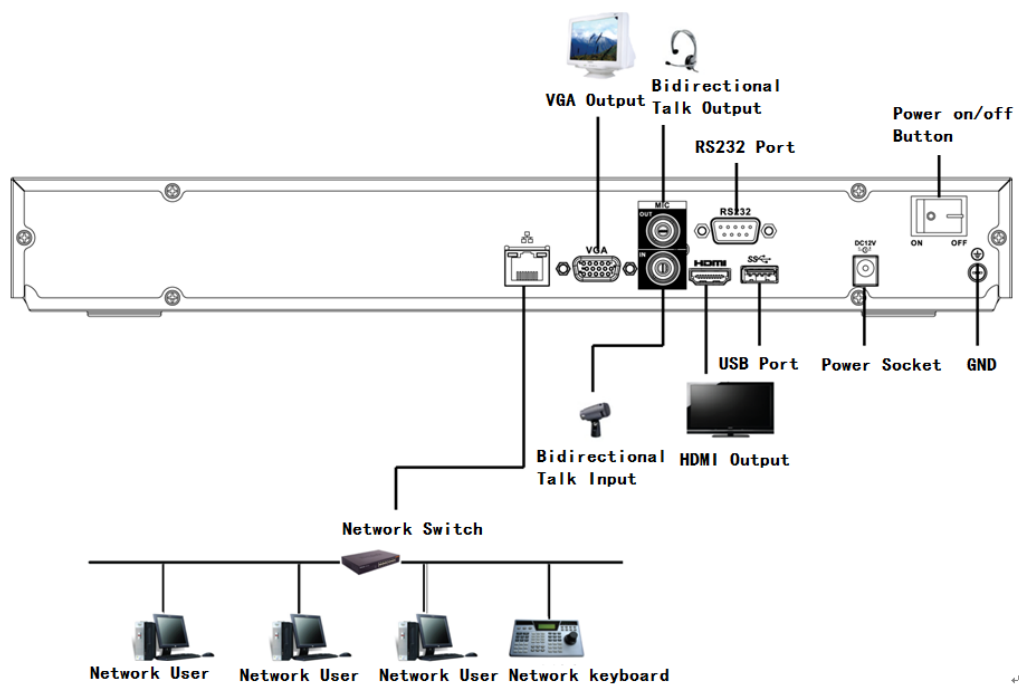 VGA Output
Bidirectional
Talk Output
RS232 Port
Power on/off
Button
MIC
OUT
RS232
VGA
IN
HDMI
SS
DC12V
ON
OFF
USB Port
Power Socket
GND
Bidirectional
Talk Input
HDMI Output
Network Switch
Network User
Network User
Network User
Network keyboard